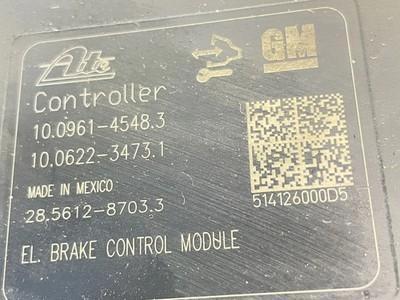 Ate
GM
Controller
10.0961-4548.3
10.0622-3473.1
MADE IN MEXICO
28.5612-8703.3
514126000D5
EL. BRAKE CONTROL MODULE